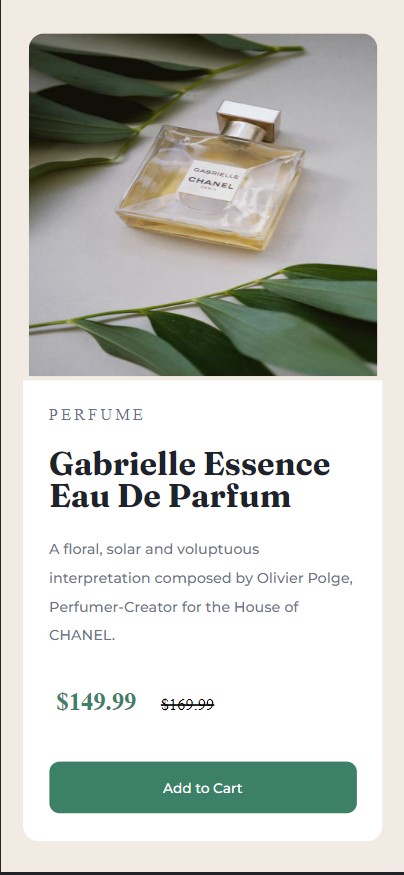 GABRIELLE
CHANEL
PARIS
PERFUME
Gabrielle Essence
Eau De Parfum
A floral, solar and voluptuous
interpretation composed by Olivier Polge,
Perfumer-Creator for the House of
CHANEL.
$149.99 $169.99
Add to Cart